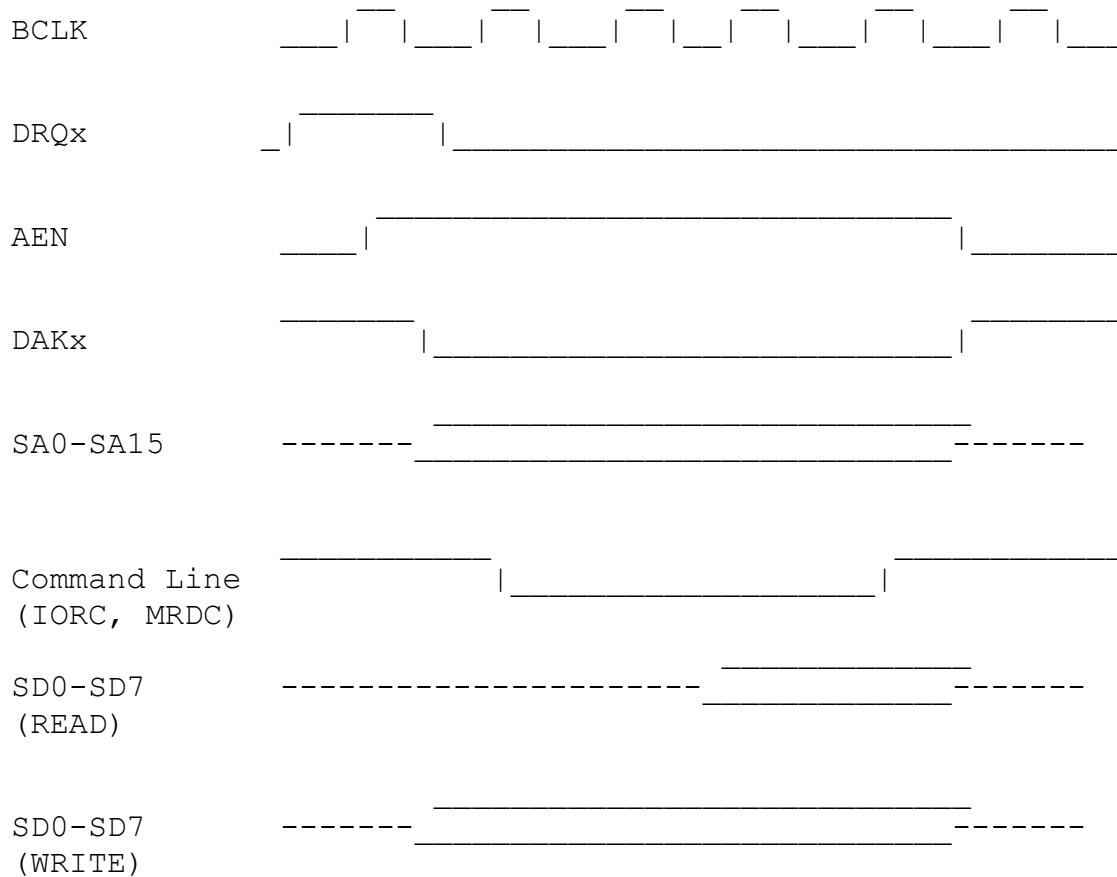 BCLK
DRQx
AEN
DAKx
SA0-SA15
Command Line
(IORC, MRDC)
SD0-SD7
(READ)
SD0-SD7
(WRITE)